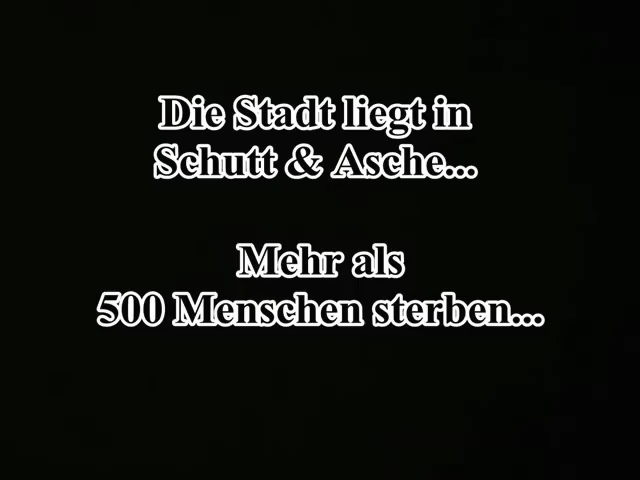 Die Stadt liegt in
Schutt & Asche...
Mehr als
500 Menschen sterben...